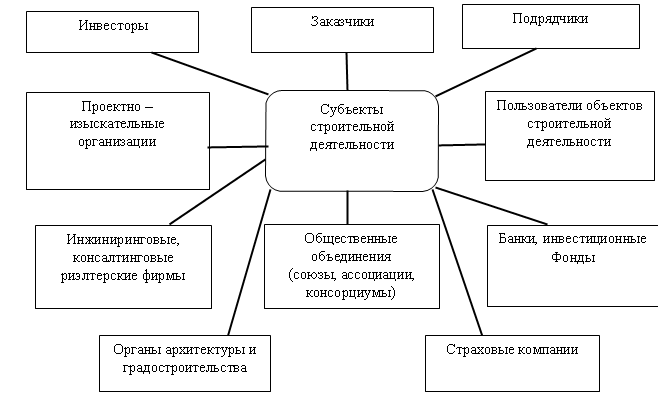 Инвесторы
Заказчики
Подрядчики
Проектно –
изыскательные
организации
Субъекты
строительной
деятельности
Пользователи объектов
строительной
деятельности
Инжиниринговые,
консалтинговые
риэлтерские фирмы
Общественные
объединения
(союзы, ассоциации,
консорциумы)
Банки, инвестиционные
Фонды
Органы архитектуры и
градостроительства
Страховые компании